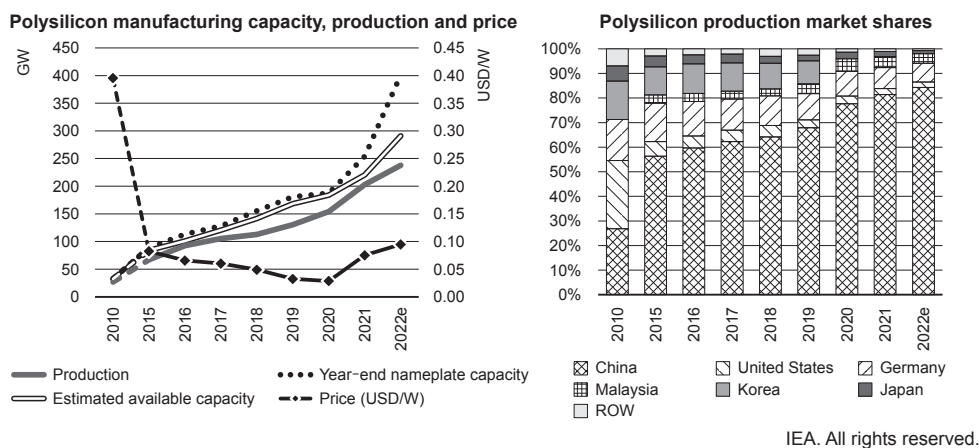 Polysilicon manufacturing capacity, production and price
GW
USD/W
450
400
350
300
250
200
150
100
50
0
0.45
0.40
0.35
0.30
0.25
0.20
0.15
0.10
0.05
0.00
2010
2015
2016
2017
2018
2019
2020
2021
2022e
Production
Year-end nameplate capacity
Estimated available capacity
Price (USD/W)
Polysilicon production market shares
100%
90%
80%
70%
60%
50%
40%
30%
20%
10%
0%
2010
2015
2016
2017
2018
2019
2020
2021
2022e
China
United States
Germany
Malaysia
Korea
Japan
ROW
IEA. All rights reserved.